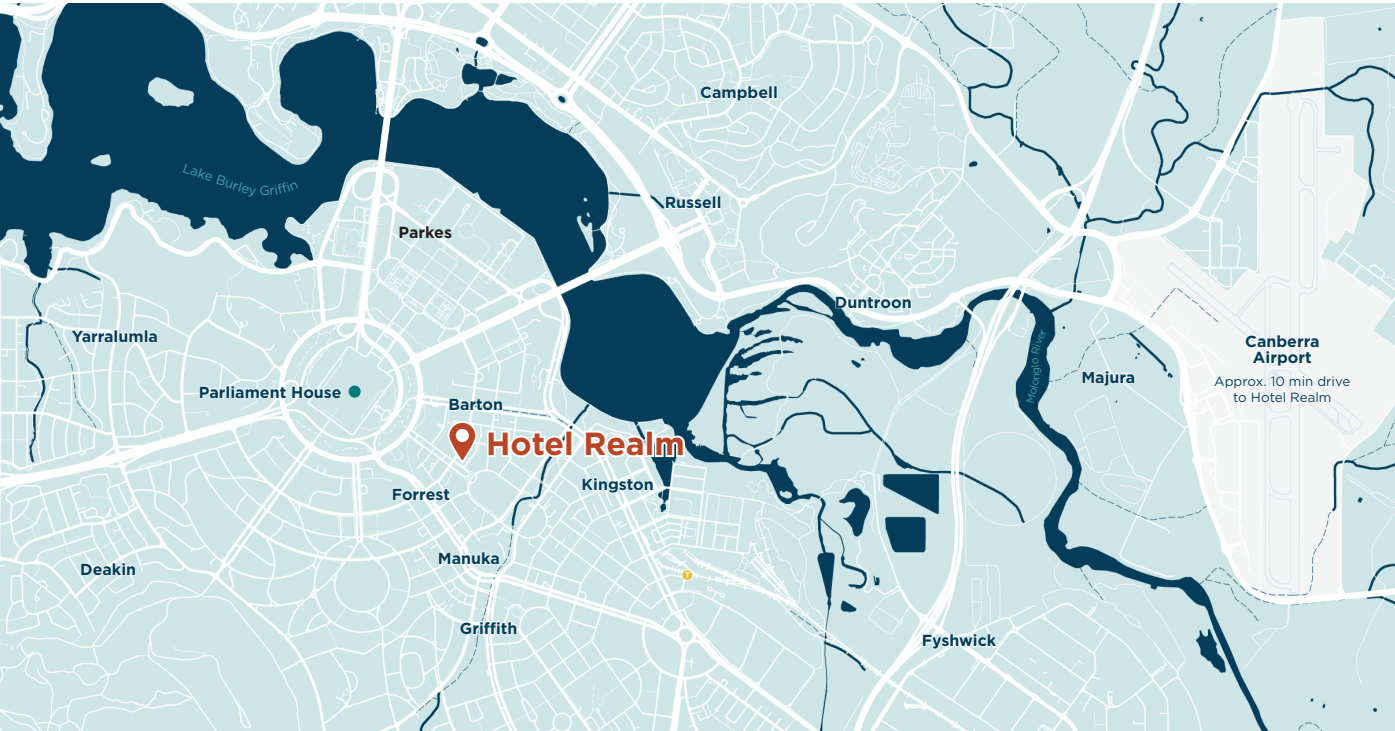 Campbell
Lake Burley Griffin
Russell
Parkes
Duntroon
Yarralumla
Canberra
Airport
Approx. 10 min drive
to Hotel Realm
Molonglo River
Majura
Parliament House
Barton
Hotel Realm
Kingston
Forrest
Manuka
Deakin
T
Griffith
Fyshwick